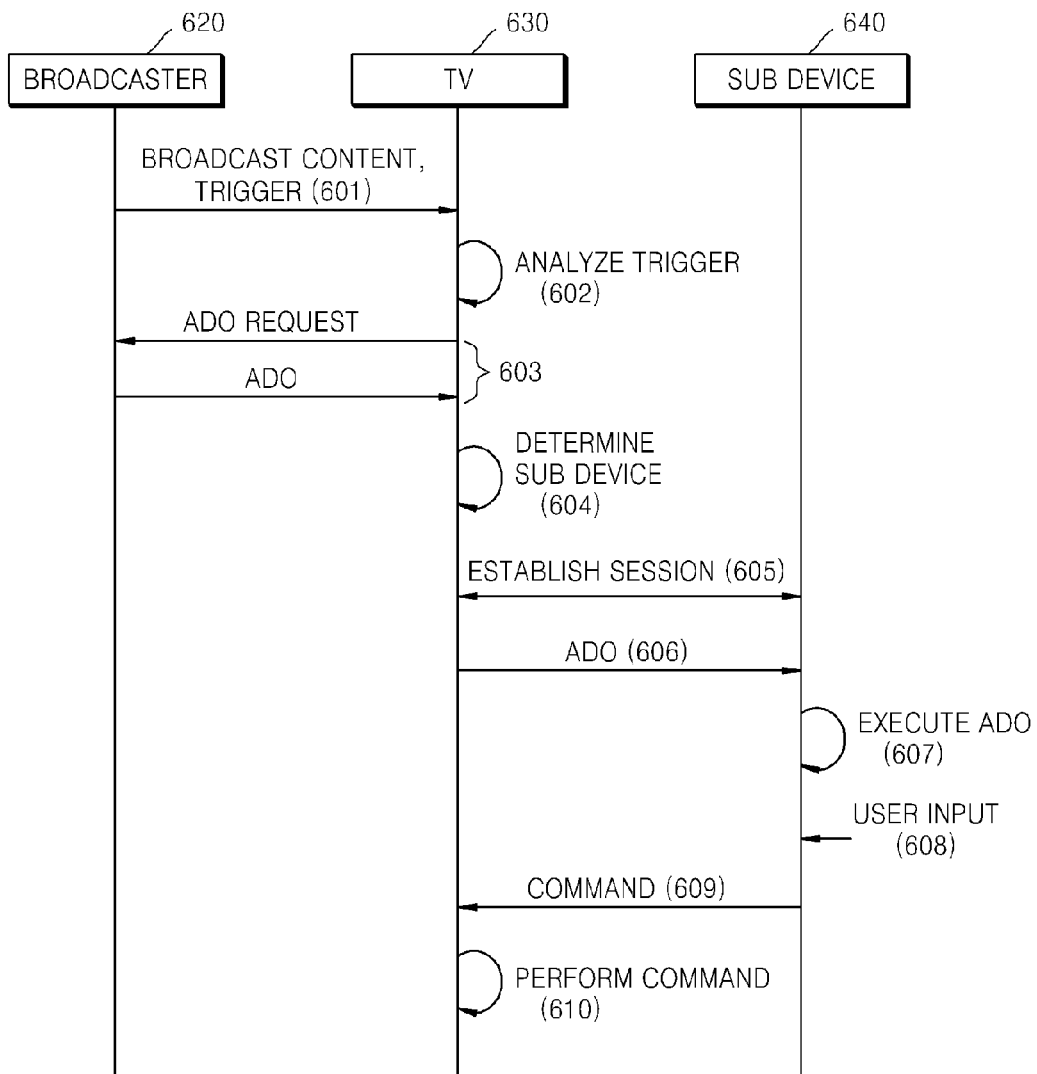 620
630
640
BROADCASTER
TV
SUB DEVICE
BROADCAST CONTENT,
TRIGGER (601)
ANALYZE TRIGGER
(602)
ADO REQUEST
603
ADO
DETERMINE
SUB DEVICE
(604)
ESTABLISH SESSION (605)
ADO (606)
EXECUTE ADO
(607)
USER INPUT
(608)
COMMAND (609)
PERFORM COMMAND
(610)